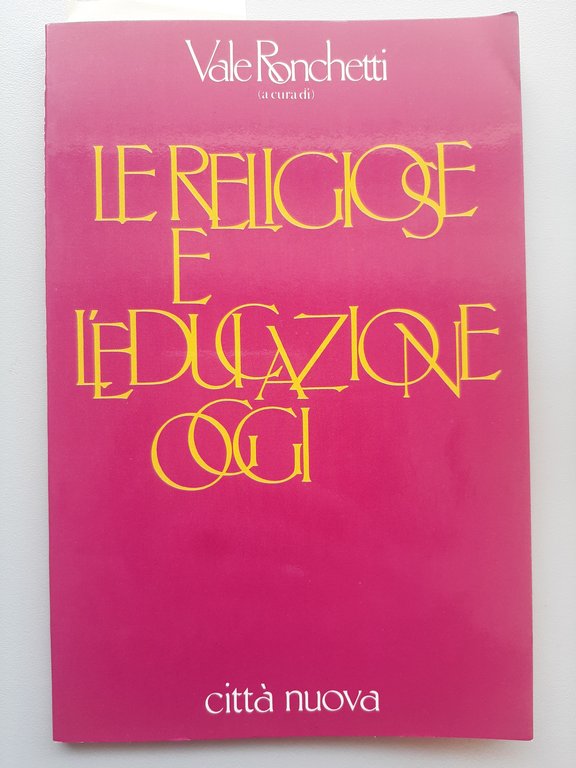 Vale Ronchetti
(a cura di)
LE RELIGIOSE
E
L'EDUCAZIONE
OGGI
città nuova